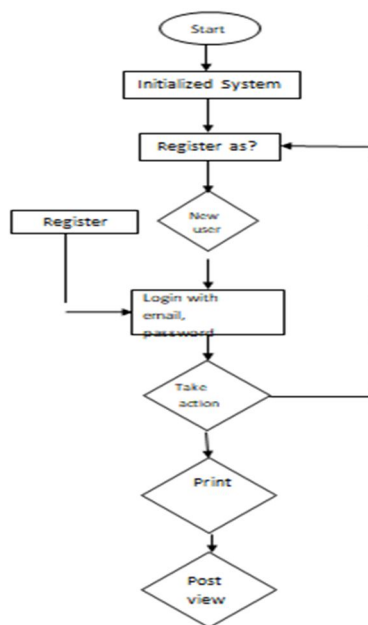 Start
Initialized System
Register as?
New
user
Register
Login with
email,
password
Take
action
Print
Post
view